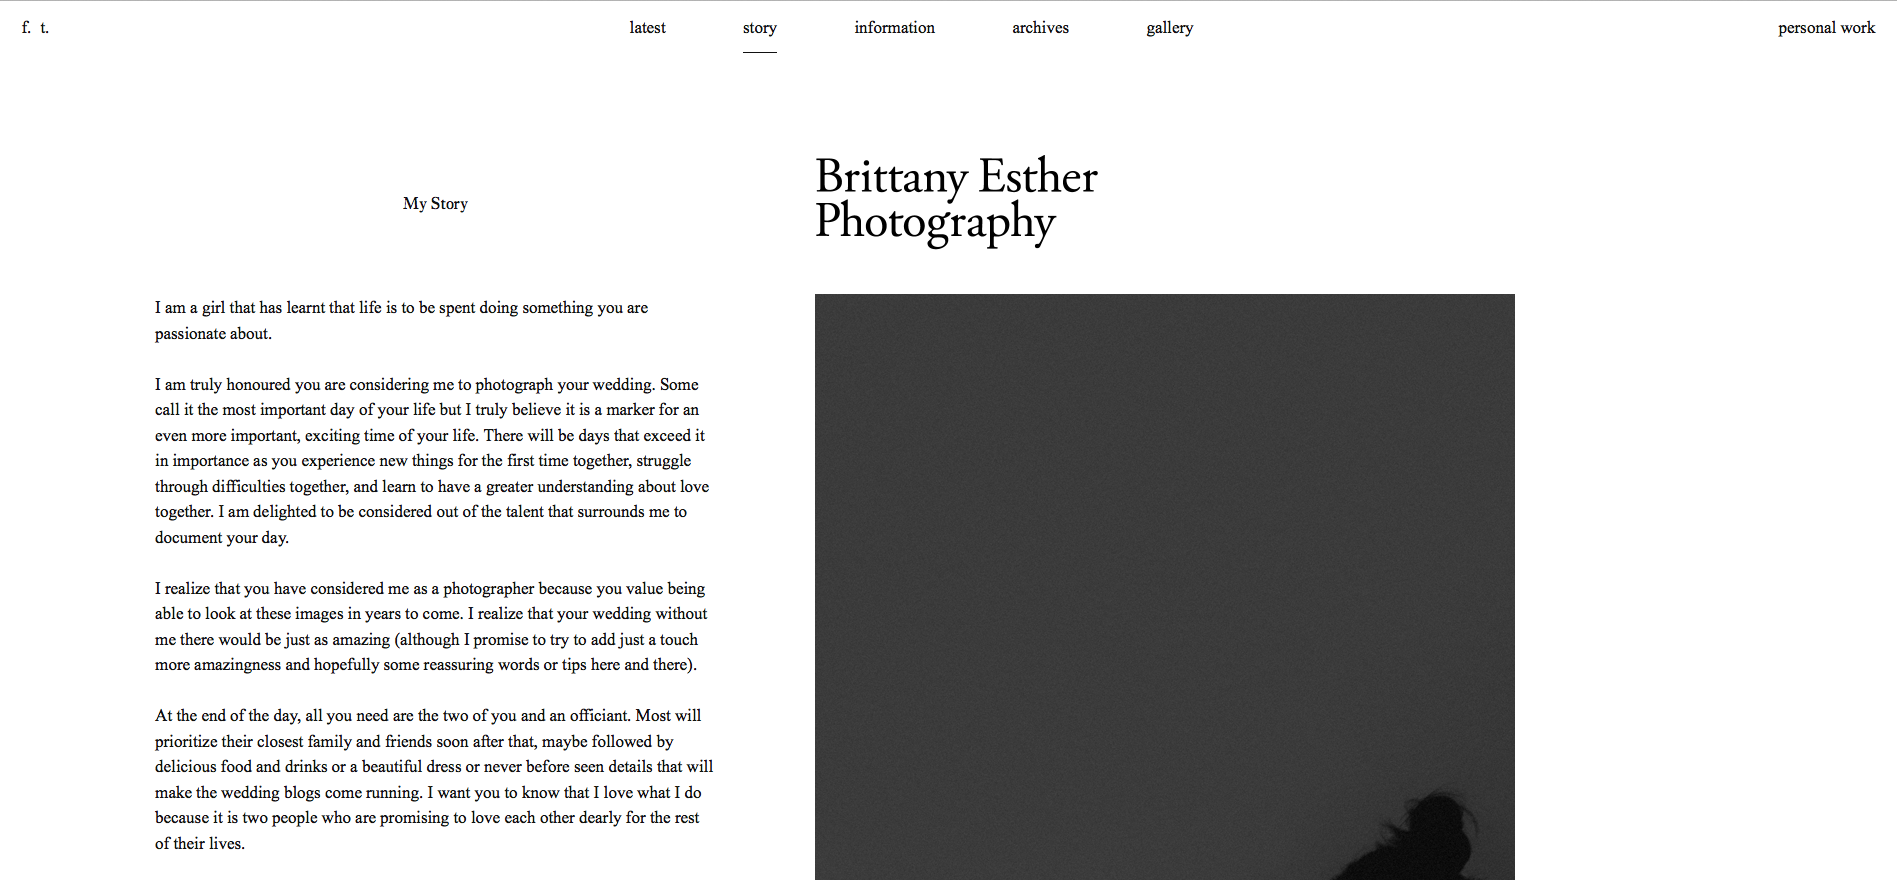 f. t.
latest
story
information
archives
gallery
personal work
My Story
I am a girl that has learnt that life is to be spent doing something you are
passionate about.
I am truly honoured you are considering me to photograph your wedding. Some
call it the most important day of your life but I truly believe it is a marker for an
even more important, exciting time of your life. There will be days that exceed it
in importance as you experience new things for the first time together, struggle
through difficulties together, and learn to have a greater understanding about love
together. I am delighted to be considered out of the talent that surrounds me to
document your day.
I realize that you have considered me as a photographer because you value being
able to look at these images in years to come. I realize that your wedding without
me there would be just as amazing (although I promise to try to add just a touch
more amazingness and hopefully some reassuring words or tips here and there).
At the end of the day, all you need are the two of you and an officiant. Most will
prioritize their closest family and friends soon after that, maybe followed by
delicious food and drinks or a beautiful dress or never before seen details that will
make the wedding blogs come running. I want you to know that I love what I do
because it is two people who are promising to love each other dearly for the rest
of their lives.
Brittany Esther
Photography